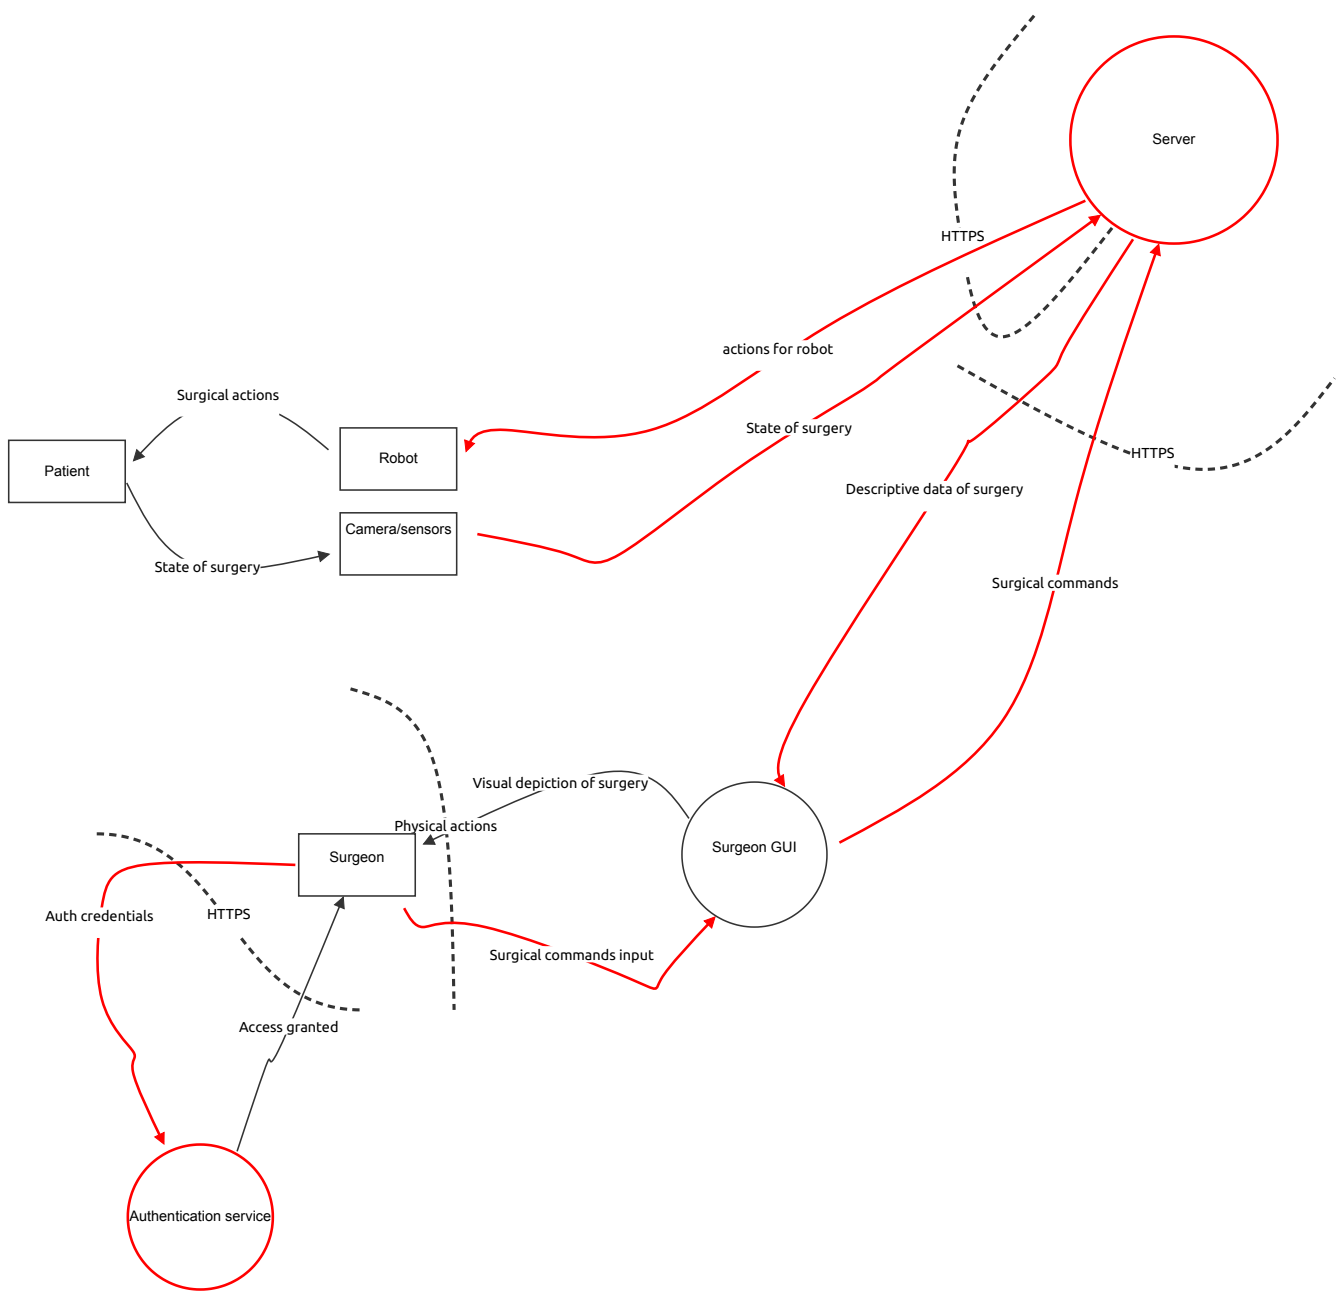 Server
HTTPS
actions for robot
Surgical actions
State of surgery
Robot
Patient
HTTPS
Descriptive data of surgery
Camera/sensors
State of surgery
Surgical commands
Visual depiction of surgery
Physical actions
Surgeon GUI
Surgeon
Auth credentials
HTTPS
Surgical commands input
Access granted
Authentication service